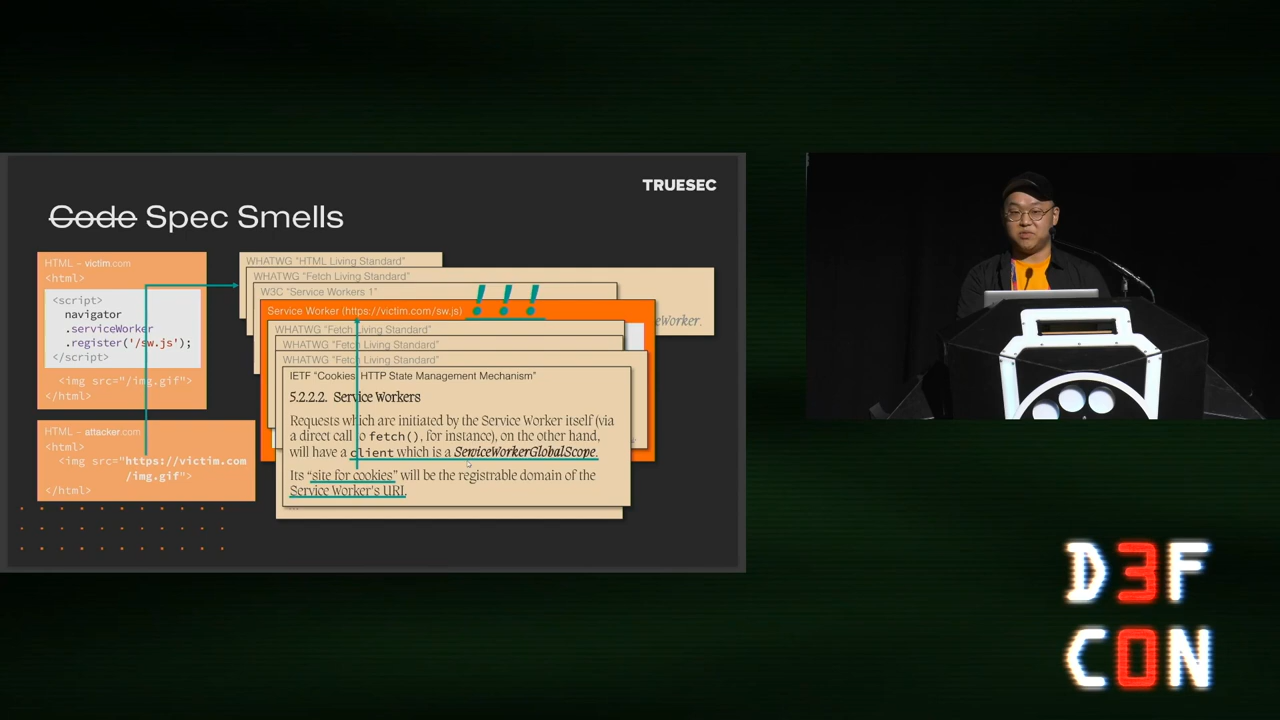 TRUESEC
Code Spec Smells
HTML – victim.com
<html>
<script>
navigator
.serviceWorker
.register('/sw.js');
</script>
<img src="/img.gif">
</html>
HTML – attacker.com
<html>
<img src="https://victim.com
/img.gif">
</html>
WHATWG "HTML Living Standard"
WHATWG "Fetch Living Standard"
W3C "Service Workers 1"
Service Worker (https://victim.com/sw.js)
!!!
WHATWG "Fetch Living Standard"
WHATWG "Fetch Living Standard"
WHATWG "Fetch Living Standard"
IETF "Cookies: HTTP State Management Mechanism"
5.2.2.2. Service Workers
Requests which are initiated by the Service Worker itself (via
a direct call to fetch(), for instance), on the other hand,
will have a client which is a ServiceWorkerGlobalScope.
Its "site for cookies" will be the registrable domain of the
Service Worker's URI.
D3F
C0N